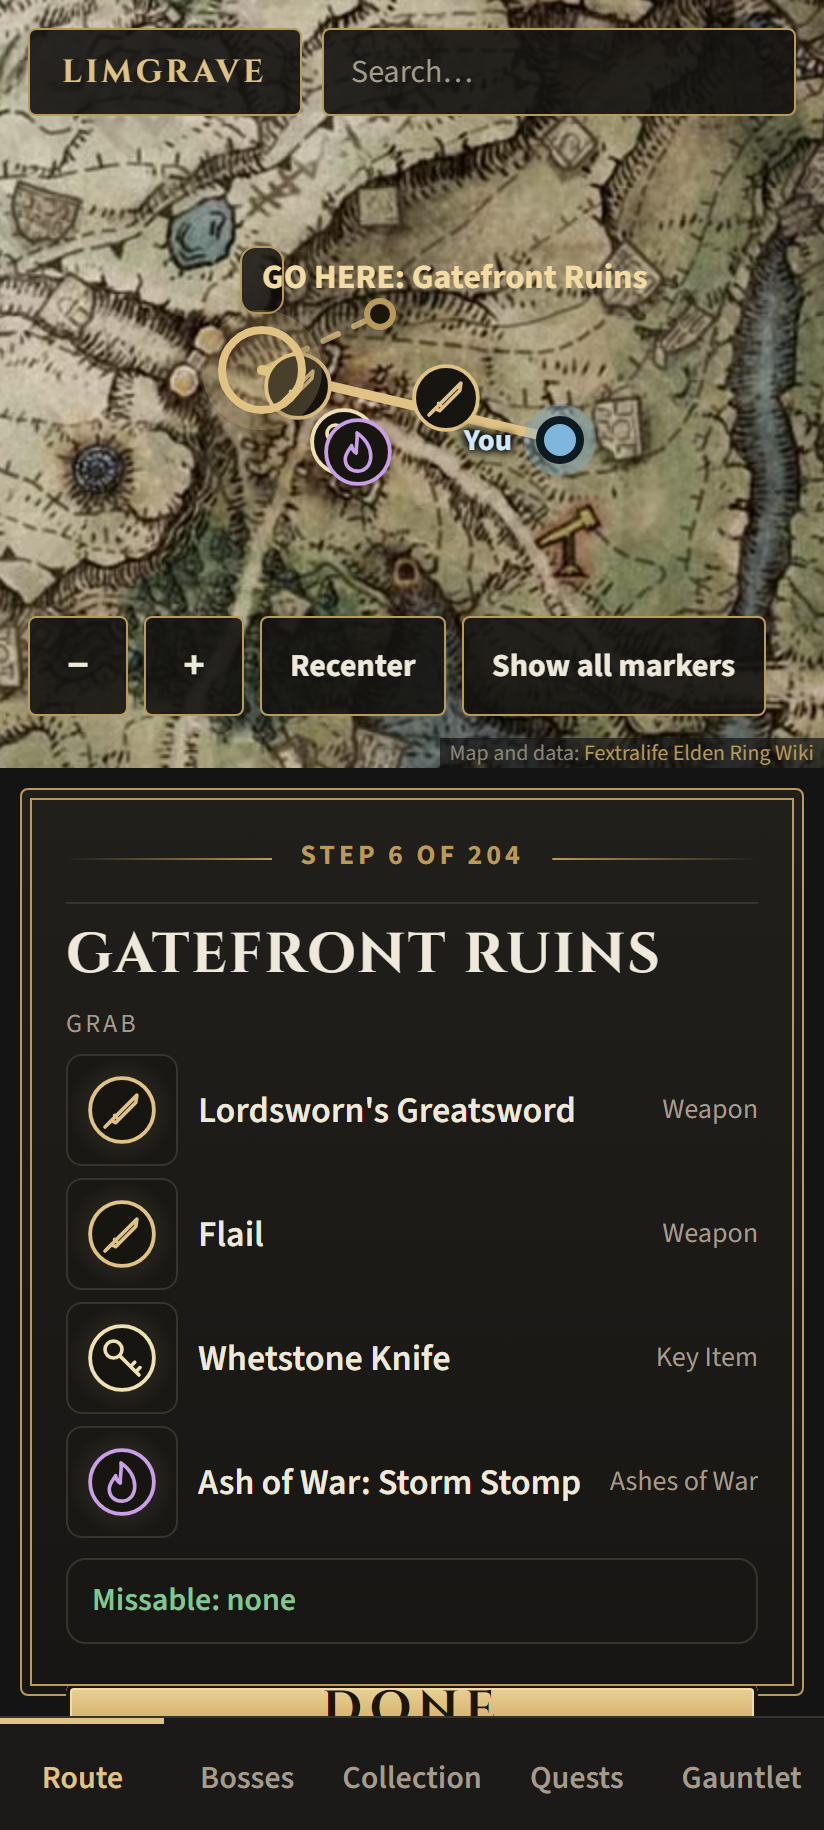 LIMGRAVE
Search...
GO HERE: Gatefront Ruins
You
−
+
Recenter
Show all markers
Map and data: Fextralife Elden Ring Wiki
STEP 6 OF 204
GATEFRONT RUINS
GRAB
Lordsworn's Greatsword
Weapon
Flail
Weapon
Whetstone Knife
Key Item
Ash of War: Storm Stomp
Ashes of War
Missable: none
DONE
Route
Bosses
Collection
Quests
Gauntlet